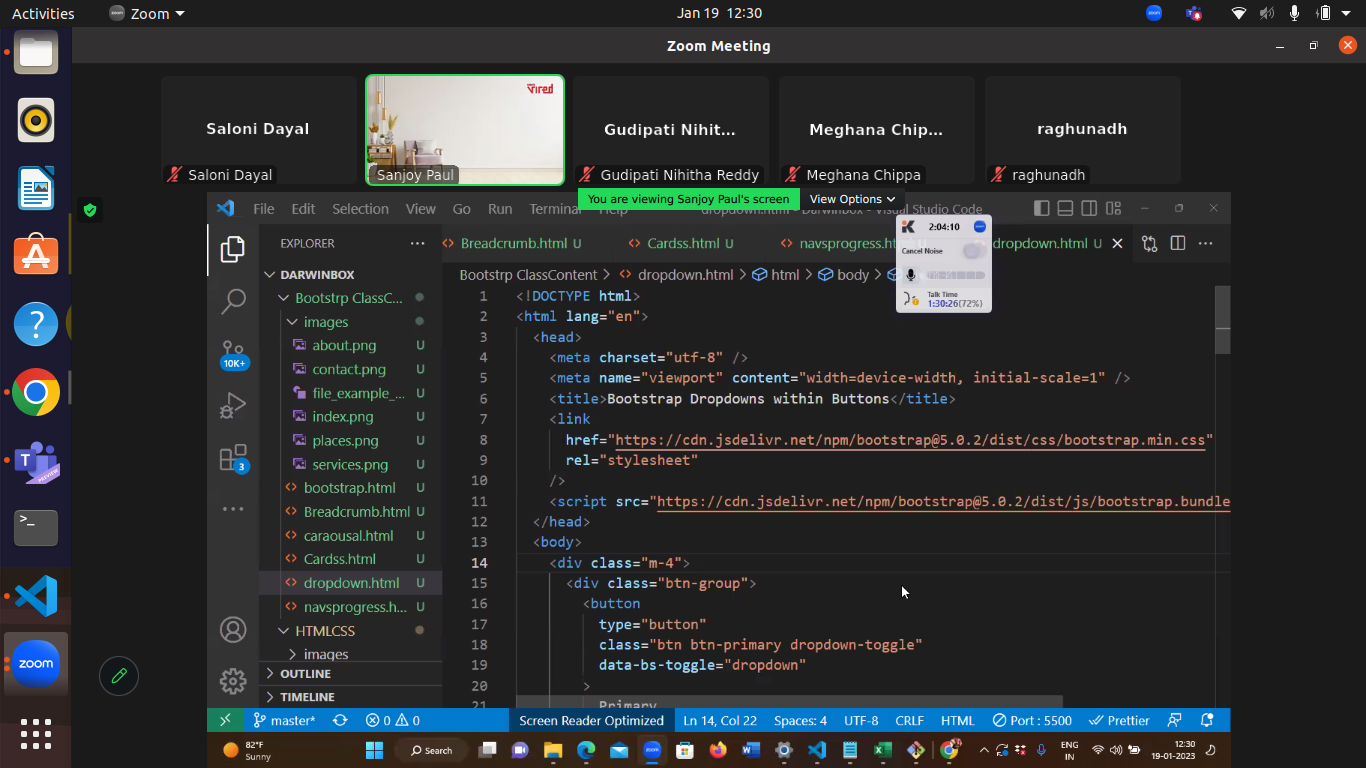 Activities
Zoom
Jan 19 12:30
Zoom Meeting
Saloni Dayal
Vired
Gudipati Nihit...
Meghana Chip...
raghunadh
Saloni Dayal
Sanjoy Paul
Gudipati Nihitha Reddy
Meghana Chippa
raghunadh
You are viewing Sanjoy Paul's screen
View Options
File Edit Selection View Go Run Terminal Help
dropdown.html - Darwinbox - Visual Studio Code
2:04:10
Cancel Noise
Talk Time
1:30:26(72%)
EXPLORER
Breadcrumb.html U
Cardss.html U
navsprogress.ht
dropdown.html U
Bootstrp ClassContent > dropdown.html > html > body >
DARWINBOX
Bootstrp ClassC...
images
about.png U
contact.png U
file_example_... U
index.png U
places.png U
services.png U
bootstrap.html U
Breadcrumb.html U
caraousal.html U
Cardss.html U
dropdown.html U
navsprogress.h... U
HTMLCSS
images
OUTLINE
TIMELINE
10K+
3
1 <!DOCTYPE html>
2 <html lang="en">
3 <head>
4 <meta charset="utf-8" />
5 <meta name="viewport" content="width=device-width, initial-scale=1" />
6 <title>Bootstrap Dropdowns within Buttons</title>
7 <link
8 href="https://cdn.jsdelivr.net/npm/bootstrap@5.0.2/dist/css/bootstrap.min.css"
9 rel="stylesheet"
10 />
11 <script src="https://cdn.jsdelivr.net/npm/bootstrap@5.0.2/dist/js/bootstrap.bundle
12 </head>
13 <body>
14 <div class="m-4">
15 <div class="btn-group">
16 <button
17 type="button"
18 class="btn btn-primary dropdown-toggle"
19 data-bs-toggle="dropdown"
20 >
21 Primary
master*
0 0
Screen Reader Optimized
Ln 14, Col 22
Spaces: 4
UTF-8
CRLF
HTML
Port : 5500
Prettier
82°F
Sunny
Search
ENG
IN
12:30
19-01-2023
zoom